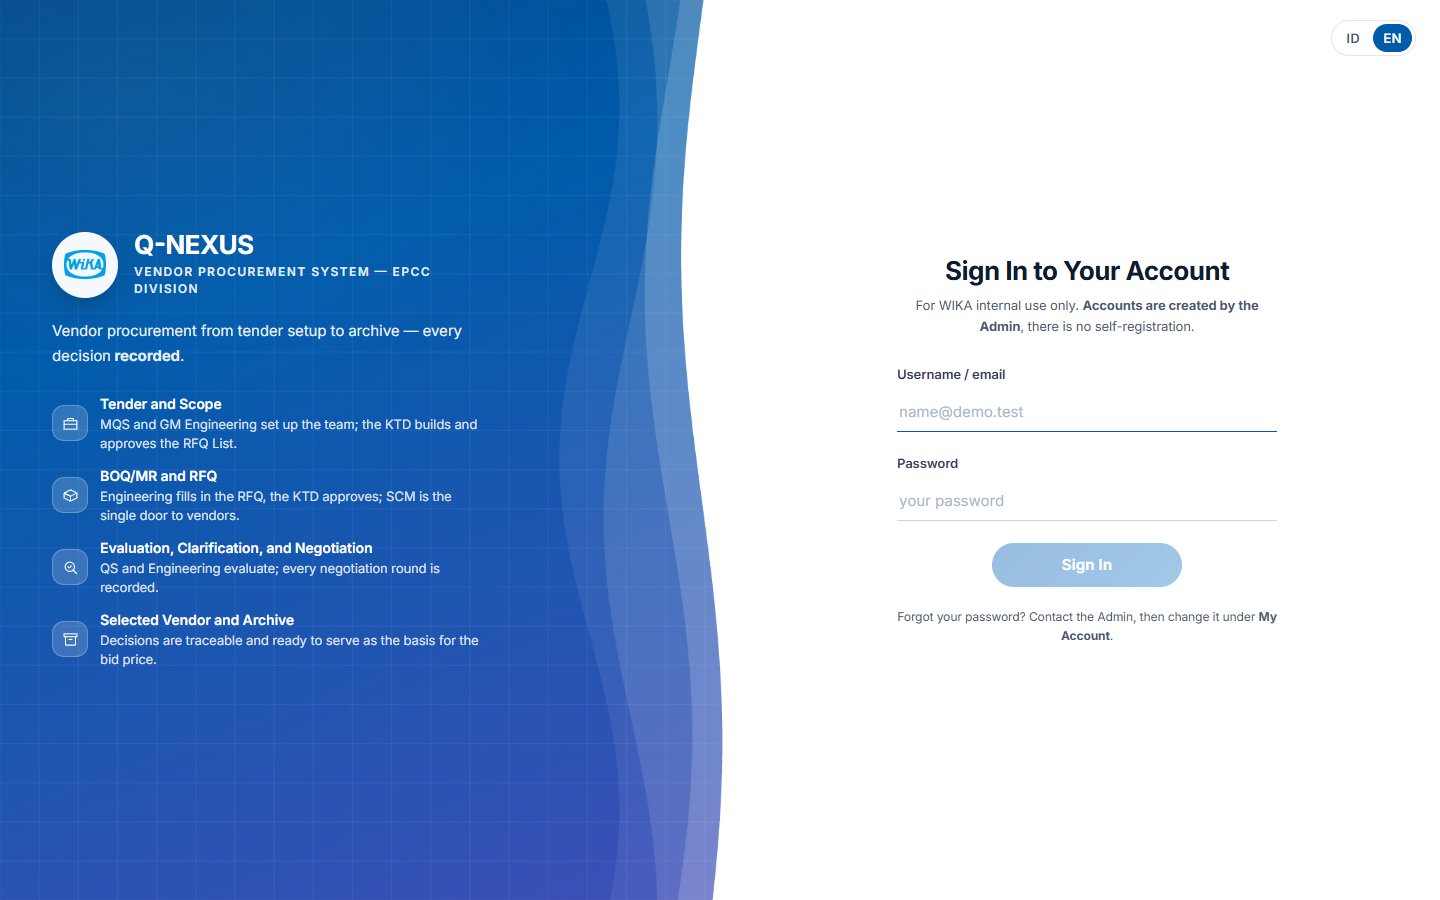 ID
EN
WiKA
Q-NEXUS
VENDOR PROCUREMENT SYSTEM — EPCC
DIVISION
Vendor procurement from tender setup to archive — every
decision recorded.
Tender and Scope
MQS and GM Engineering set up the team; the KTD builds and
approves the RFQ List.
BOQ/MR and RFQ
Engineering fills in the RFQ, the KTD approves; SCM is the
single door to vendors.
Evaluation, Clarification, and Negotiation
QS and Engineering evaluate; every negotiation round is
recorded.
Selected Vendor and Archive
Decisions are traceable and ready to serve as the basis for the
bid price.
Sign In to Your Account
For WIKA internal use only. Accounts are created by the
Admin, there is no self-registration.
Username / email
name@demo.test
Password
your password
Sign In
Forgot your password? Contact the Admin, then change it under My
Account.